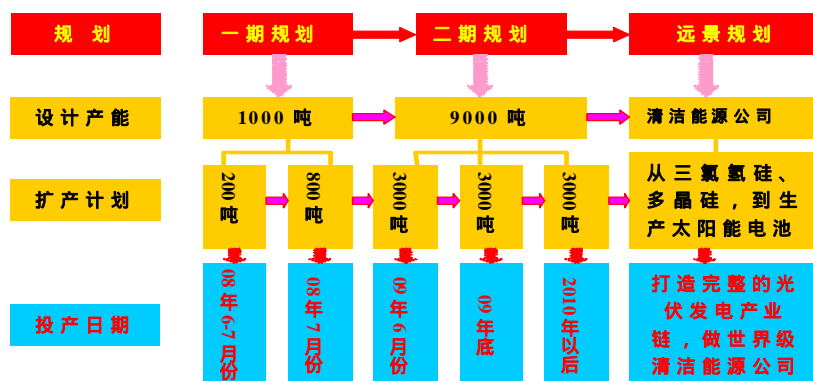 规 划
一期规划
二期规划
远景规划
设计产能
1000 吨
9000 吨
清洁能源公司
扩产计划
200吨
800吨
3000吨
3000吨
3000吨
从三氯氢硅、
多晶硅,到生
产太阳能电池
投产日期
08年6-7月份
08年7月份
09年6月份
09年底
2010年以后
打造完整的光
伏发电产业
链,做世界级
清洁能源公司